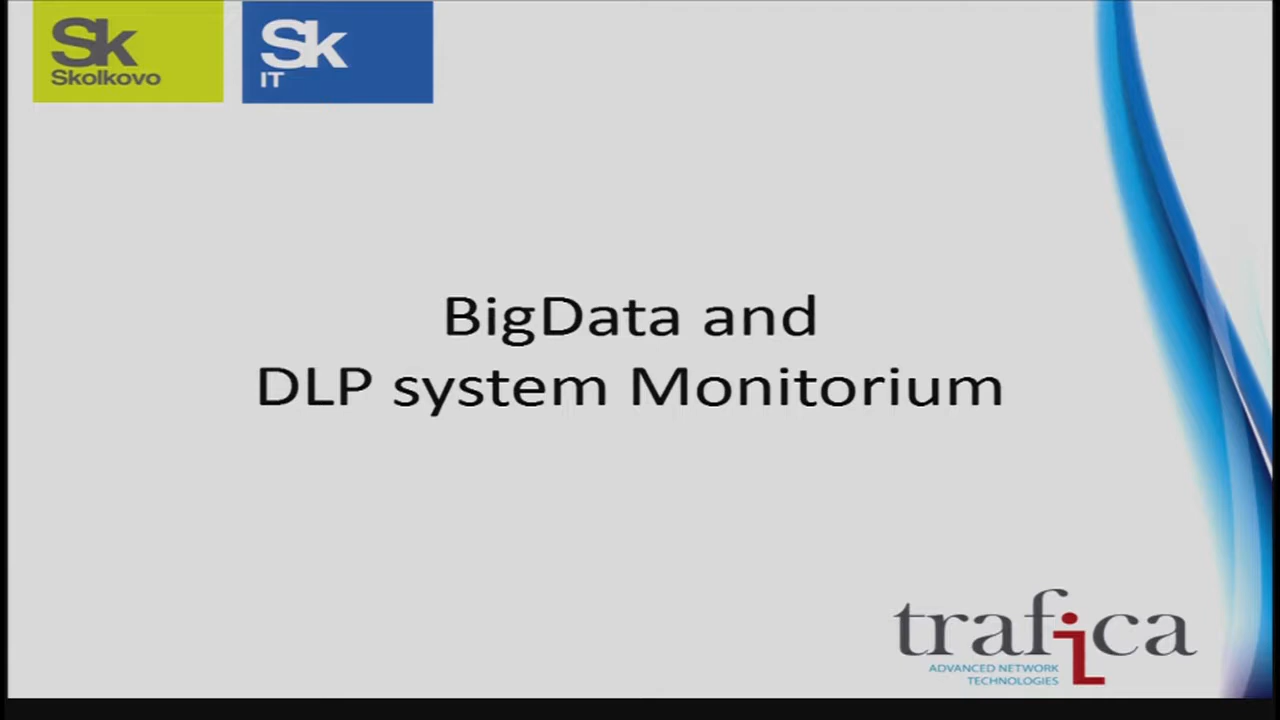 Sk
Skolkovo
Sk
IT
BigData and
DLP system Monitorium
trafica
ADVANCED NETWORK
TECHNOLOGIES